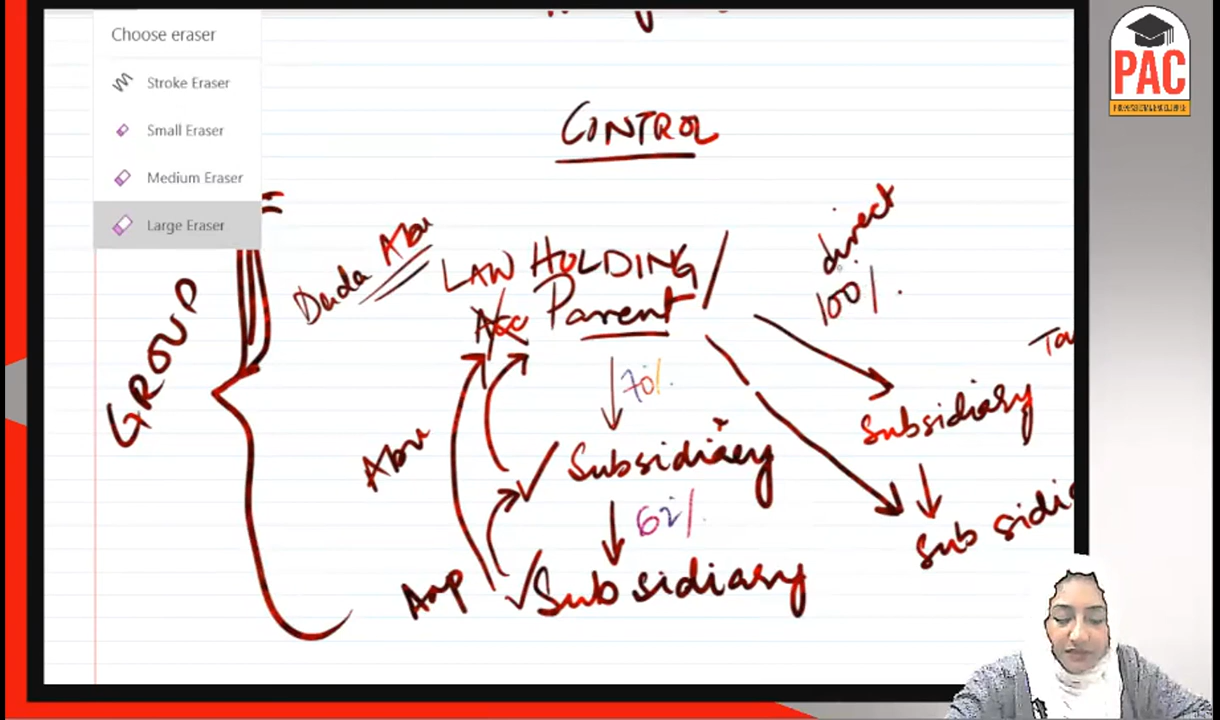 Choose eraser
Stroke Eraser
Small Eraser
Medium Eraser
Large Eraser
PAC
CONTROL
direct
100%.
GROUP
Dada Abu
LAW HOLDING/
Parent
70%.
Subsidiary
Abu
Subsidiary
62%.
Subsidiary